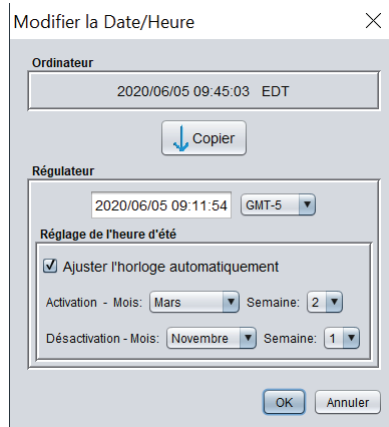 Modifier la Date/Heure
Ordinateur
2020/06/05 09:45:03 EDT
Copier
Régulateur
2020/06/05 09:11:54 GMT-5
Réglage de l'heure d'été
Ajuster l'horloge automatiquement
Activation - Mois: Mars Semaine: 2
Désactivation - Mois: Novembre Semaine: 1
OK Annuler